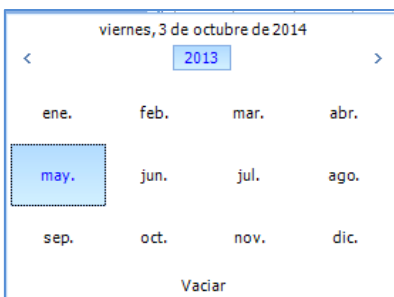 viernes, 3 de octubre de 2014
< 2013 >
ene. feb. mar. abr.
may. jun. jul. ago.
sep. oct. nov. dic.
Vaciar